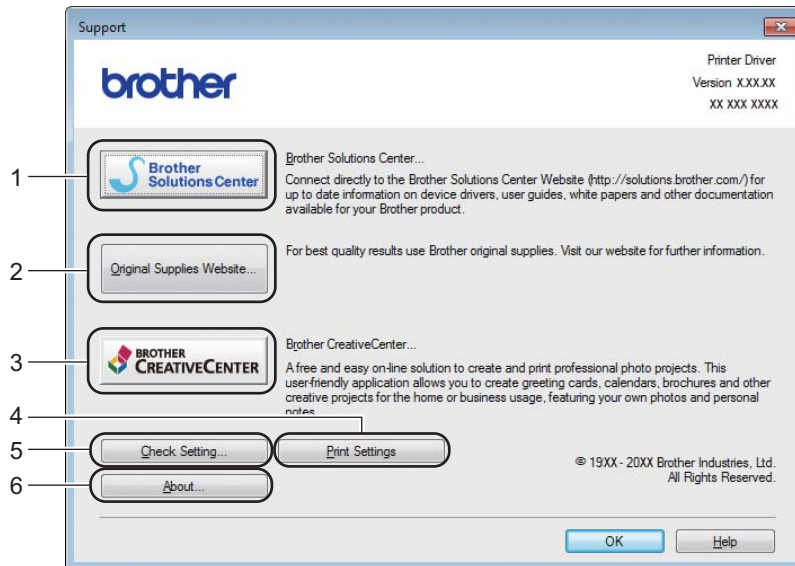 Support
brother
Printer Driver
Version X.XX.XX
XX XXX XXXX
1
Brother
Solutions Center
Brother Solutions Center...
Connect directly to the Brother Solutions Center Website (http://solutions.brother.com/) for
up to date information on device drivers, user guides, white papers and other documentation
available for your Brother product.
2
Original Supplies Website...
For best quality results use Brother original supplies. Visit our website for further information.
3
BROTHER
CREATIVECENTER
Brother CreativeCenter...
A free and easy on-line solution to create and print professional photo projects. This
user-friendly application allows you to create greeting cards, calendars, brochures and other
creative projects for the home or business usage, featuring your own photos and personal
notes.
4
5
Check Setting...
Print Settings
6
About...
© 19XX - 20XX Brother Industries, Ltd.
All Rights Reserved.
OK
Help